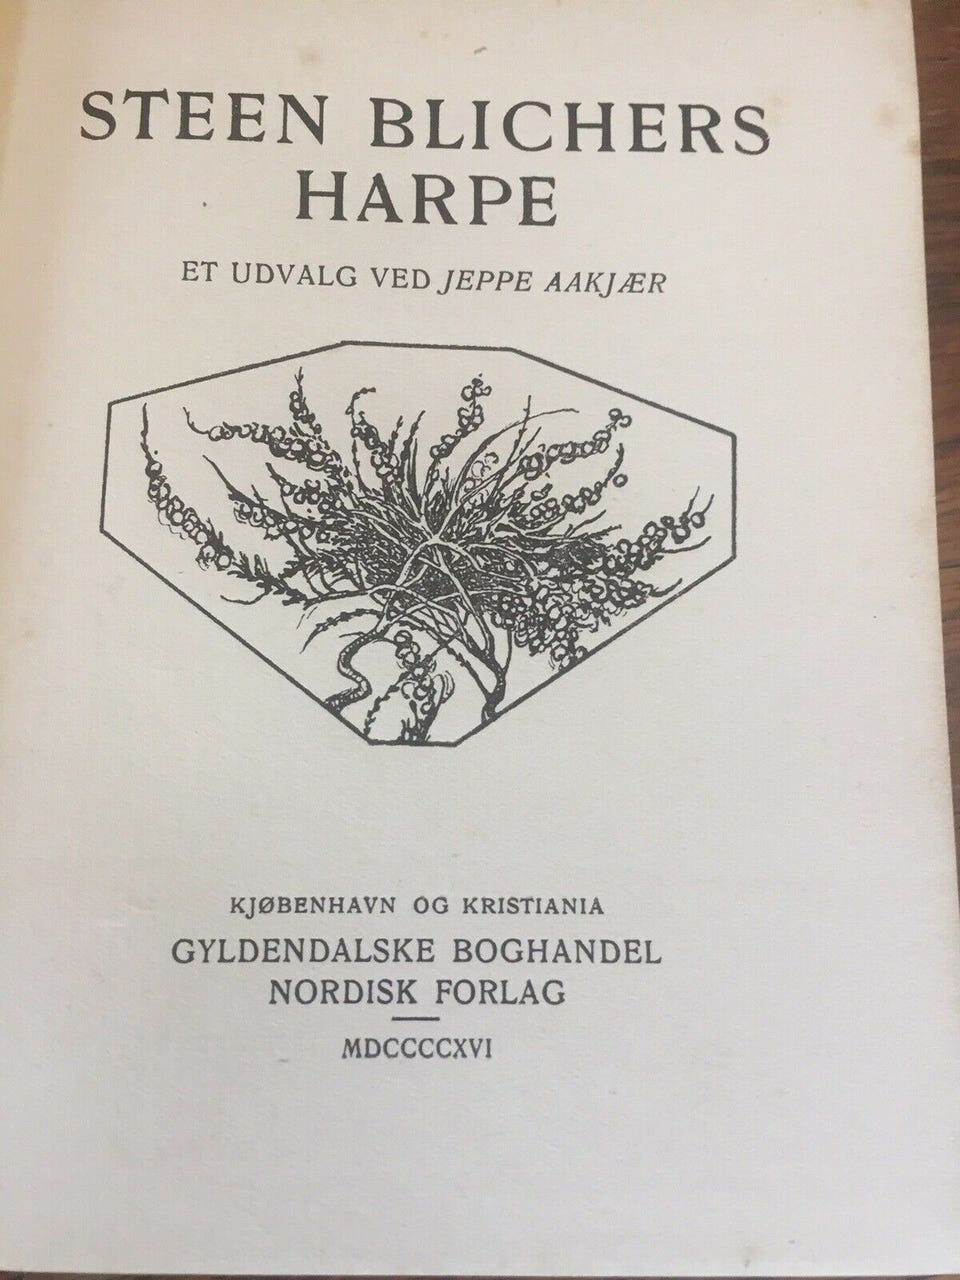 STEEN BLICHERS
HARPE
ET UDVALG VED JEPPE AAKJÆR
KJØBENHAVN OG KRISTIANIA
GYLDENDALSKE BOGHANDEL
NORDISK FORLAG
MDCCCCXVI